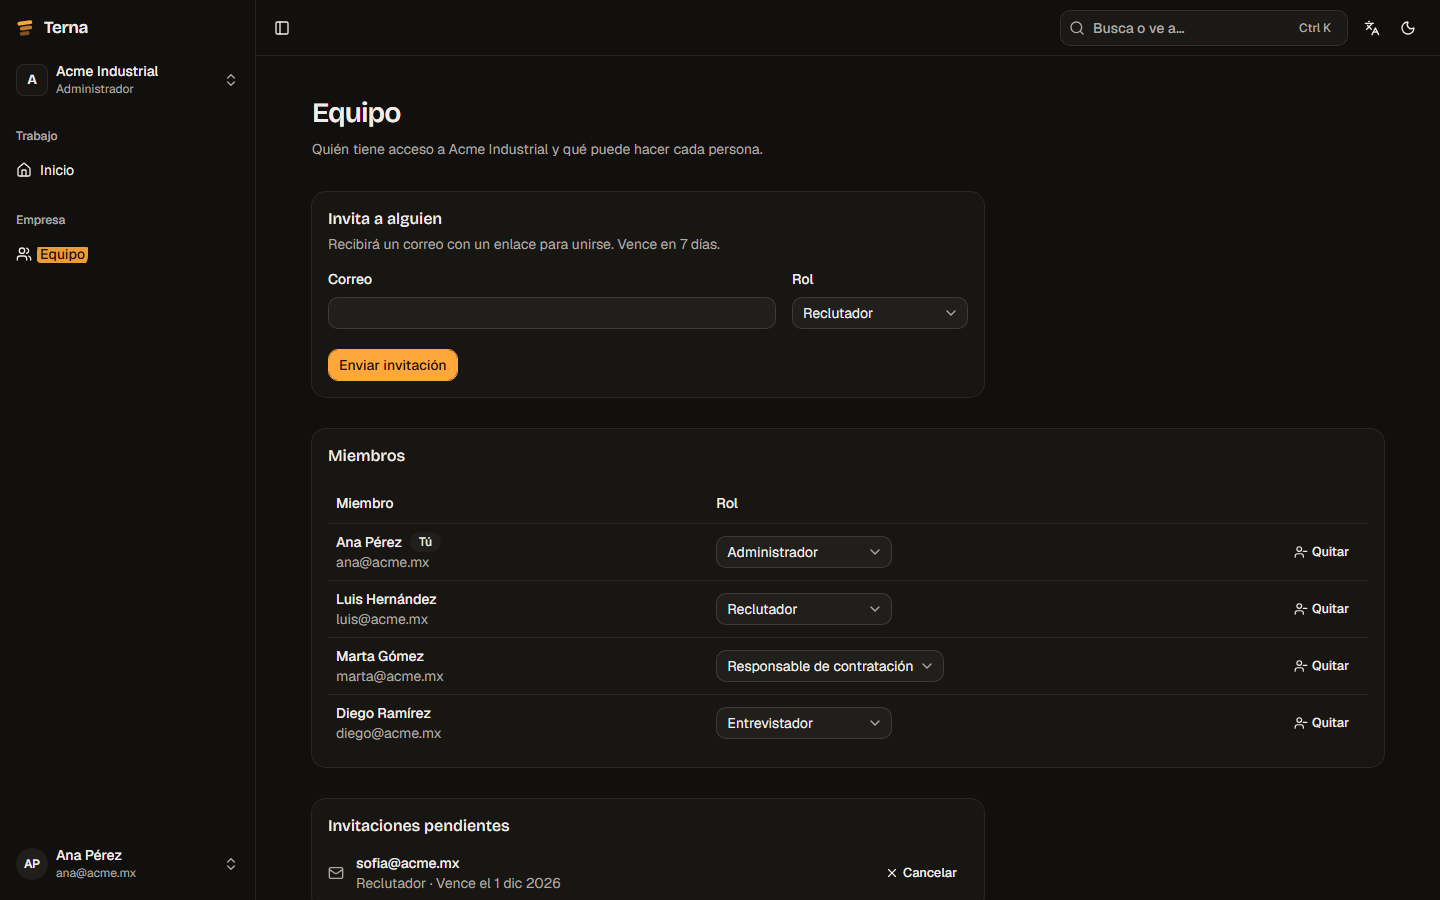 Terna
Acme Industrial
Administrador
Trabajo
Inicio
Empresa
Equipo
Ana Pérez
ana@acme.mx
AP
A
Busca o ve a...
Ctrl K
Equipo
Quién tiene acceso a Acme Industrial y qué puede hacer cada persona.
Invita a alguien
Recibirá un correo con un enlace para unirse. Vence en 7 días.
Correo
Rol
Reclutador
Enviar invitación
Miembros
Miembro
Rol
Ana Pérez Tú
ana@acme.mx
Administrador
Quitar
Luis Hernández
luis@acme.mx
Reclutador
Quitar
Marta Gómez
marta@acme.mx
Responsable de contratación
Quitar
Diego Ramírez
diego@acme.mx
Entrevistador
Quitar
Invitaciones pendientes
sofia@acme.mx
Reclutador · Vence el 1 dic 2026
Cancelar